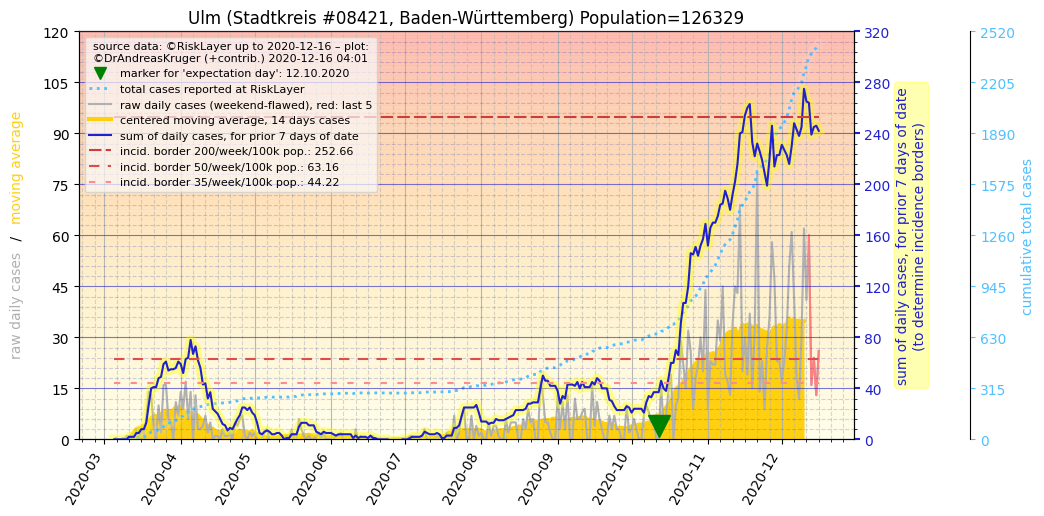 Ulm (Stadtkreis #08421, Baden-Württemberg) Population=126329
source data: ©RiskLayer up to 2020-12-16 – plot:
©DrAndreasKruger (+contrib.) 2020-12-16 04:01
marker for 'expectation day': 12.10.2020
total cases reported at RiskLayer
raw daily cases (weekend-flawed), red: last 5
centered moving average, 14 days cases
sum of daily cases, for prior 7 days of date
incid. border 200/week/100k pop.: 252.66
incid. border 50/week/100k pop.: 63.16
incid. border 35/week/100k pop.: 44.22
raw daily cases / moving average
120
105
90
75
60
45
30
15
0
2020-03
2020-04
2020-05
2020-06
2020-07
2020-08
2020-09
2020-10
2020-11
2020-12
320
280
240
200
160
120
80
40
0
sum of daily cases, for prior 7 days of date
(to determine incidence borders)
2520
2205
1890
1575
1260
945
630
315
0
cumulative total cases